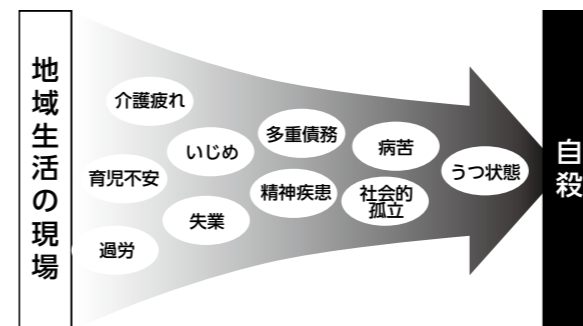 地域生活の現場
介護疲れ
育児不安
過労
いじめ
失業
多重債務
精神疾患
病苦
社会的
孤立
うつ状態
自殺